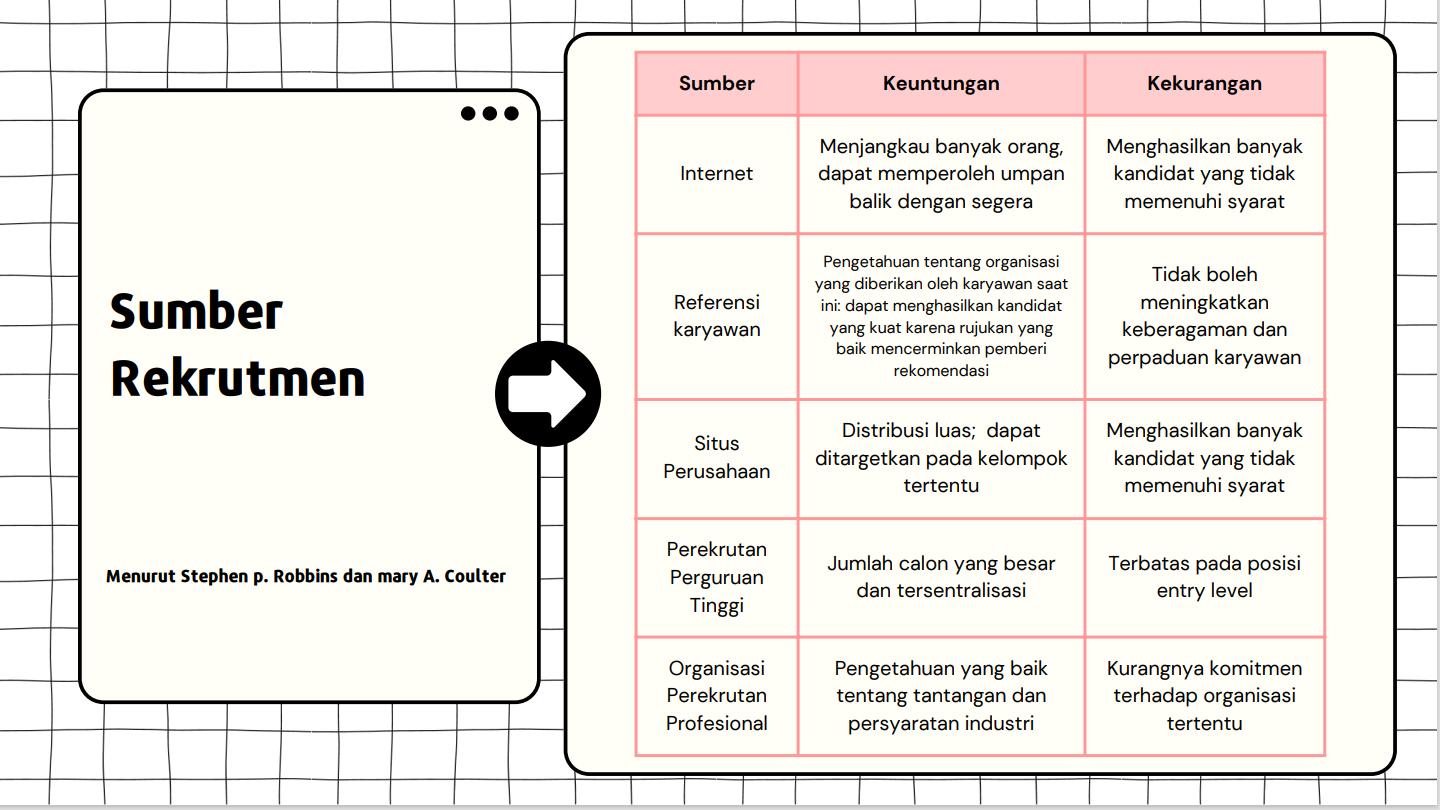 Sumber
Rekrutmen
Menurut Stephen p. Robbins dan mary A. Coulter
Sumber
Keuntungan
Kekurangan
Internet
Menjangkau banyak orang,
dapat memperoleh umpan
balik dengan segera
Menghasilkan banyak
kandidat yang tidak
memenuhi syarat
Referensi
karyawan
Pengetahuan tentang organisasi
yang diberikan oleh karyawan saat
ini: dapat menghasilkan kandidat
yang kuat karena rujukan yang
baik mencerminkan pemberi
rekomendasi
Tidak boleh
meningkatkan
keberagaman dan
perpaduan karyawan
Situs
Perusahaan
Distribusi luas;  dapat
ditargetkan pada kelompok
tertentu
Menghasilkan banyak
kandidat yang tidak
memenuhi syarat
Perekrutan
Perguruan
Tinggi
Jumlah calon yang besar
dan tersentralisasi
Terbatas pada posisi
entry level
Organisasi
Perekrutan
Profesional
Pengetahuan yang baik
tentang tantangan dan
persyaratan industri
Kurangnya komitmen
terhadap organisasi
tertentu